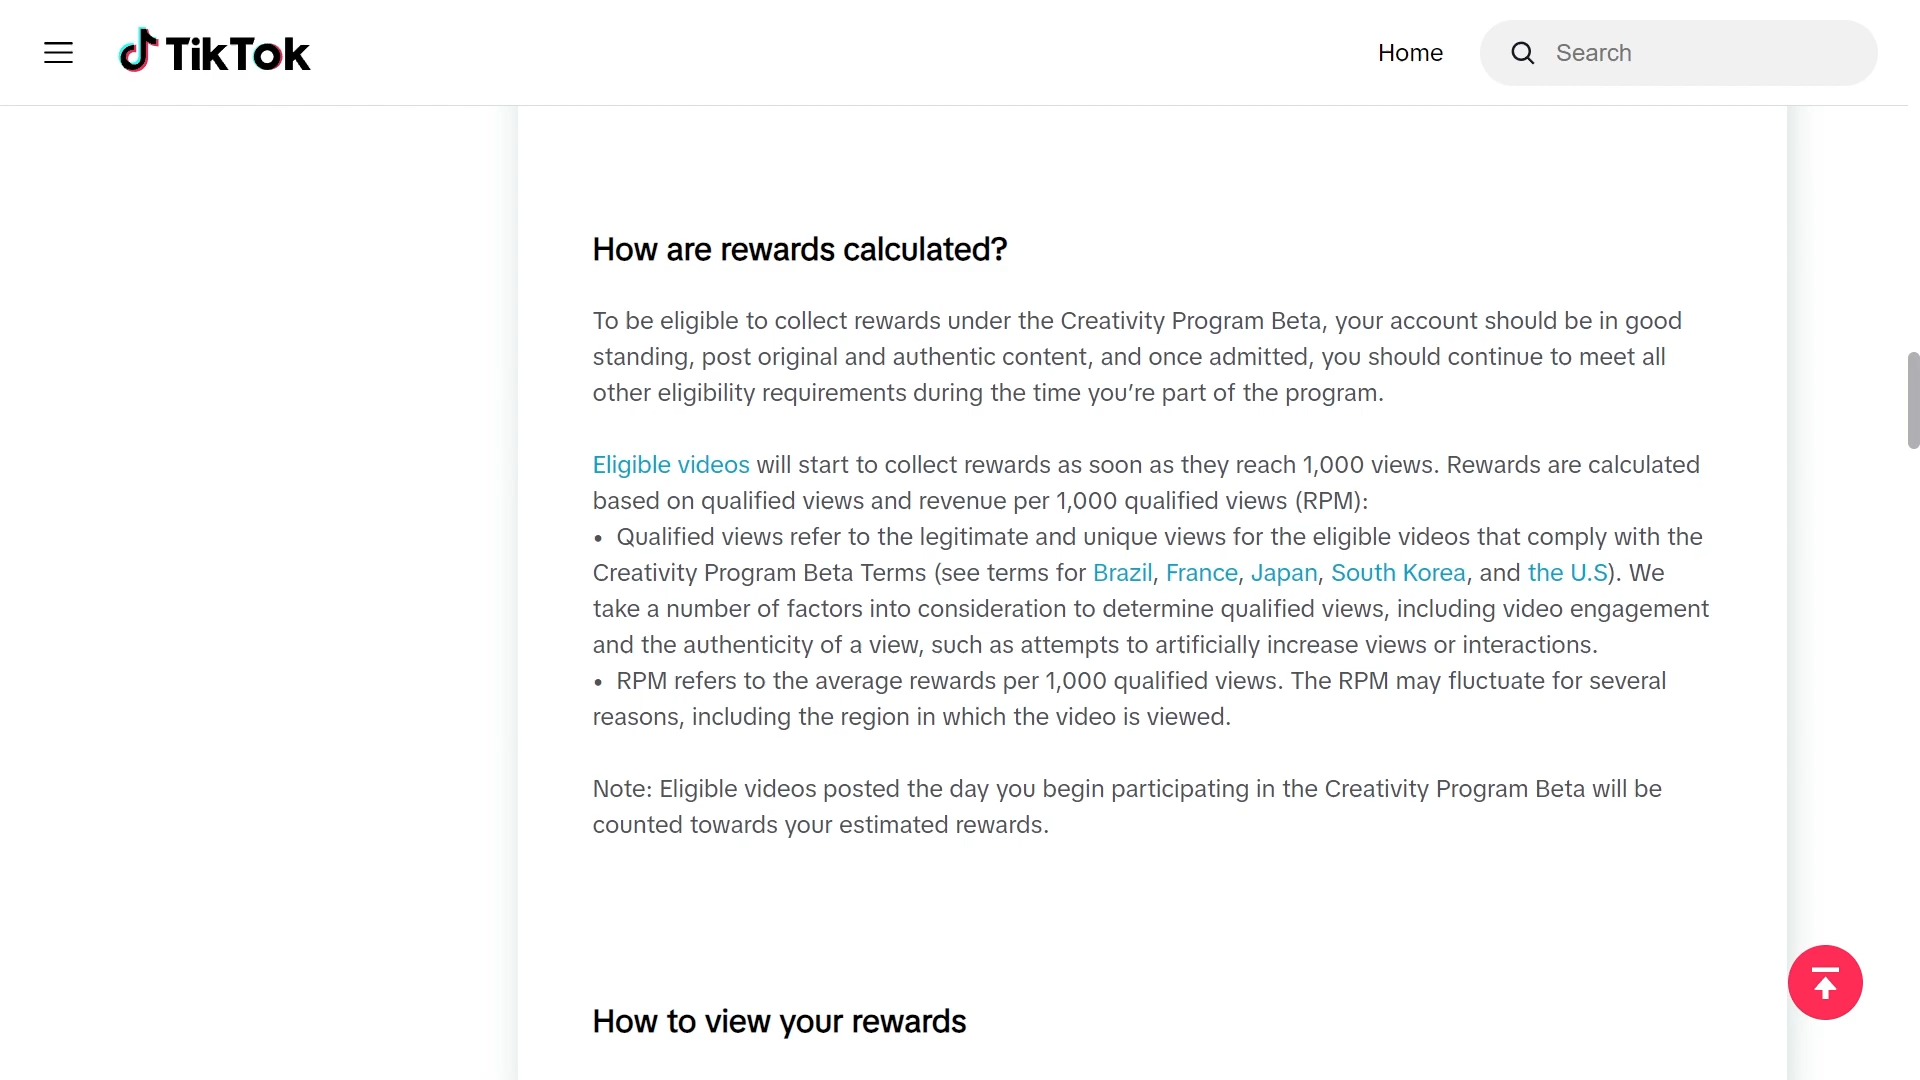 TikTok
Home
Search
How are rewards calculated?
To be eligible to collect rewards under the Creativity Program Beta, your account should be in good
standing, post original and authentic content, and once admitted, you should continue to meet all
other eligibility requirements during the time you’re part of the program.
Eligible videos will start to collect rewards as soon as they reach 1,000 views. Rewards are calculated
based on qualified views and revenue per 1,000 qualified views (RPM):
• Qualified views refer to the legitimate and unique views for the eligible videos that comply with the
Creativity Program Beta Terms (see terms for Brazil, France, Japan, South Korea, and the U.S). We
take a number of factors into consideration to determine qualified views, including video engagement
and the authenticity of a view, such as attempts to artificially increase views or interactions.
• RPM refers to the average rewards per 1,000 qualified views. The RPM may fluctuate for several
reasons, including the region in which the video is viewed.
Note: Eligible videos posted the day you begin participating in the Creativity Program Beta will be
counted towards your estimated rewards.
How to view your rewards